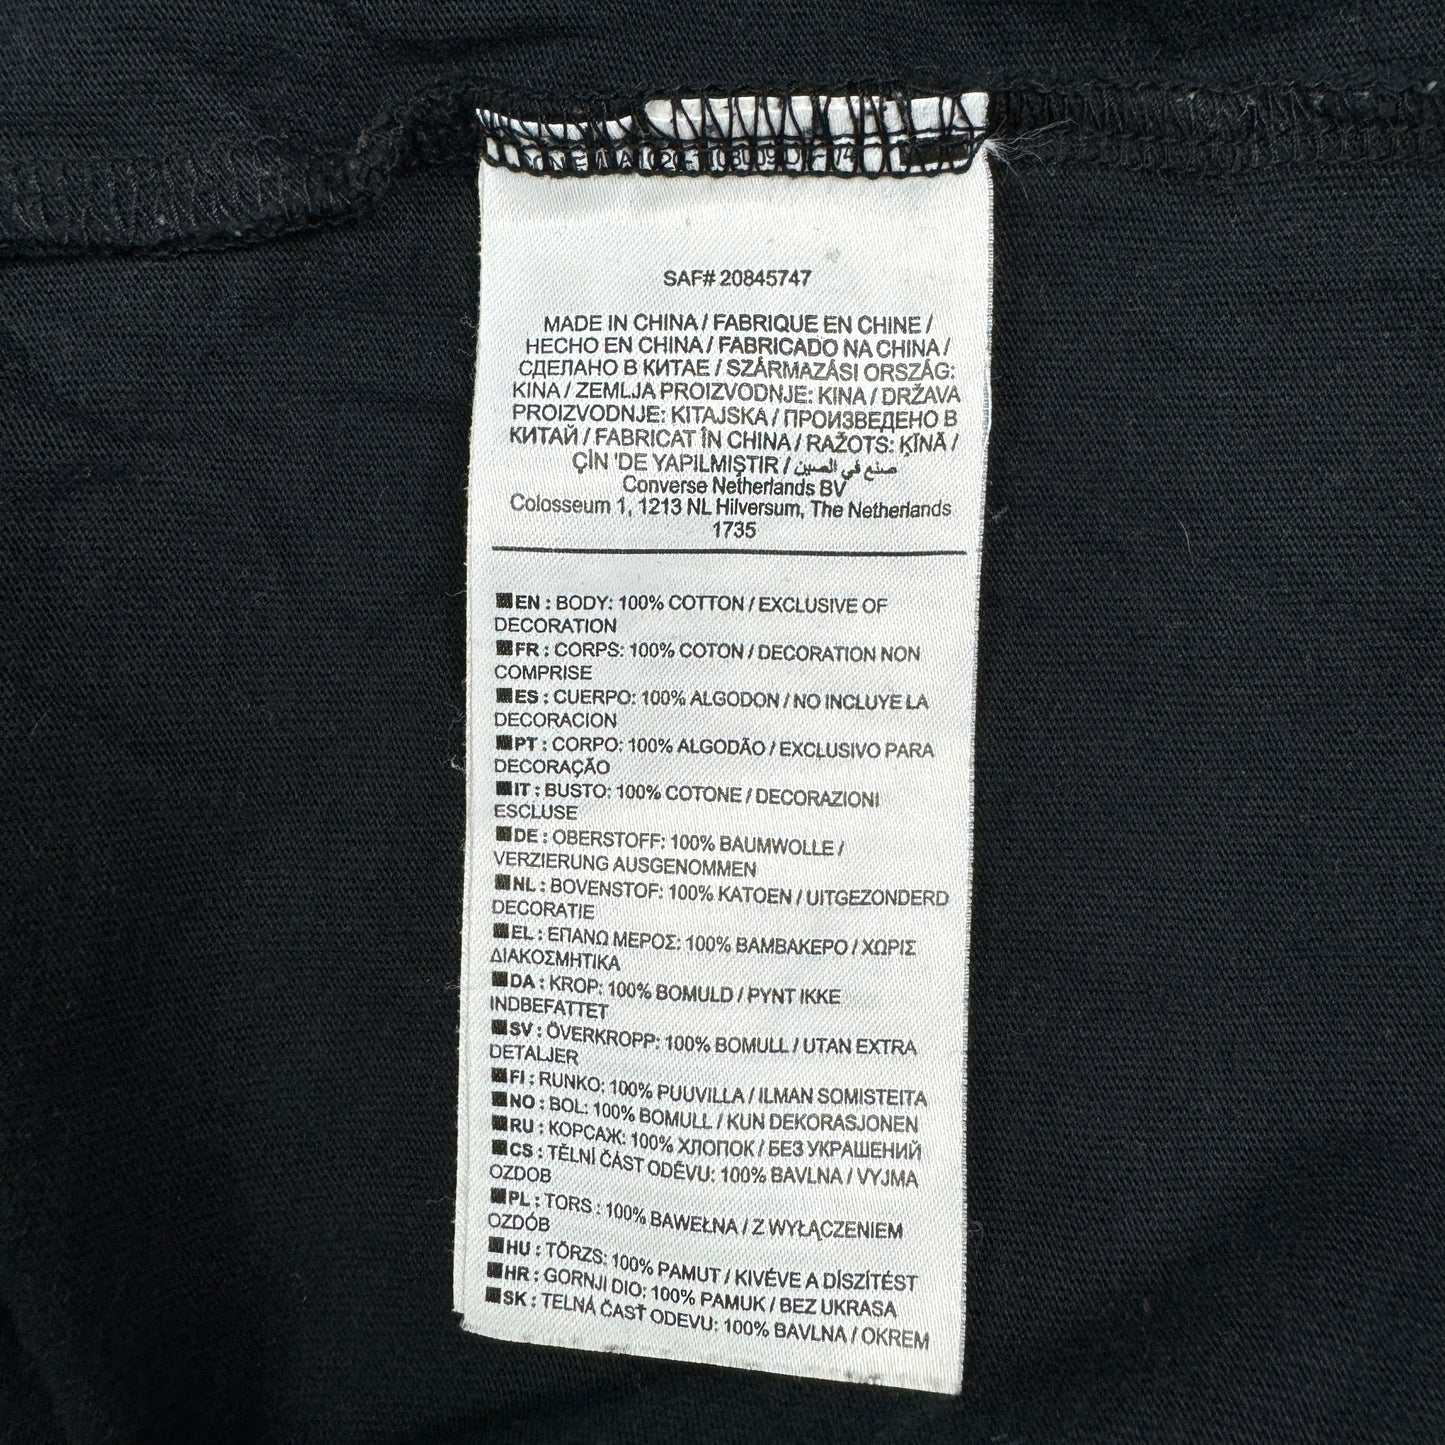 SAF# 20845747
MADE IN CHINA / FABRIQUE EN CHINE /
HECHO EN CHINA / FABRICADO NA CHINA /
СДЕЛАНО В КИТАЕ / SZÁRMAZÁSI ORSZÁG:
KINA / ZEMLJA PROIZVODNJE: KINA / DRŽAVA
PROIZVODNJE: KITAJSKA / ПРОИЗВЕДЕНО В
КИТАЙ / FABRICAT ÎN CHINA / RAŽOTS: ĶĪNĀ /
ÇİN 'DE YAPILMIŞTIR / صنع في الصين
Converse Netherlands BV
Colosseum 1, 1213 NL Hilversum, The Netherlands
1735
EN : BODY: 100% COTTON / EXCLUSIVE OF
DECORATION
FR : CORPS: 100% COTON / DECORATION NON
COMPRISE
ES : CUERPO: 100% ALGODON / NO INCLUYE LA
DECORACION
PT : CORPO: 100% ALGODÃO / EXCLUSIVO PARA
DECORAÇÃO
IT : BUSTO: 100% COTONE / DECORAZIONI
ESCLUSE
DE : OBERSTOFF: 100% BAUMWOLLE /
VERZIERUNG AUSGENOMMEN
NL : BOVENSTOF: 100% KATOEN / UITGEZONDERD
DECORATIE
EL : ΕΠΑΝΩ ΜΕΡΟΣ: 100% ΒΑΜΒΑΚΕΡΟ / ΧΩΡΙΣ
ΔΙΑΚΟΣΜΗΤΙΚΑ
DA : KROP: 100% BOMULD / PYNT IKKE
INDBEFATTET
SV : ÖVERKROPP: 100% BOMULL / UTAN EXTRA
DETALJER
FI : RUNKO: 100% PUUVILLA / ILMAN SOMISTEITA
NO : BOL: 100% BOMULL / KUN DEKORASJONEN
RU : КОРСАЖ: 100% ХЛОПОК / БЕЗ УКРАШЕНИЙ
CS : TĚLNÍ ČÁST ODĚVU: 100% BAVLNA / VYJMA
OZDOB
PL : TORS : 100% BAWEŁNA / Z WYŁĄCZENIEM
OZDÓB
HU : TÖRZS: 100% PAMUT / KIVÉVE A DÍSZÍTÉST
HR : GORNJI DIO: 100% PAMUK / BEZ UKRASA
SK : TELNÁ ČASŤ ODEVU: 100% BAVLNA / OKREM